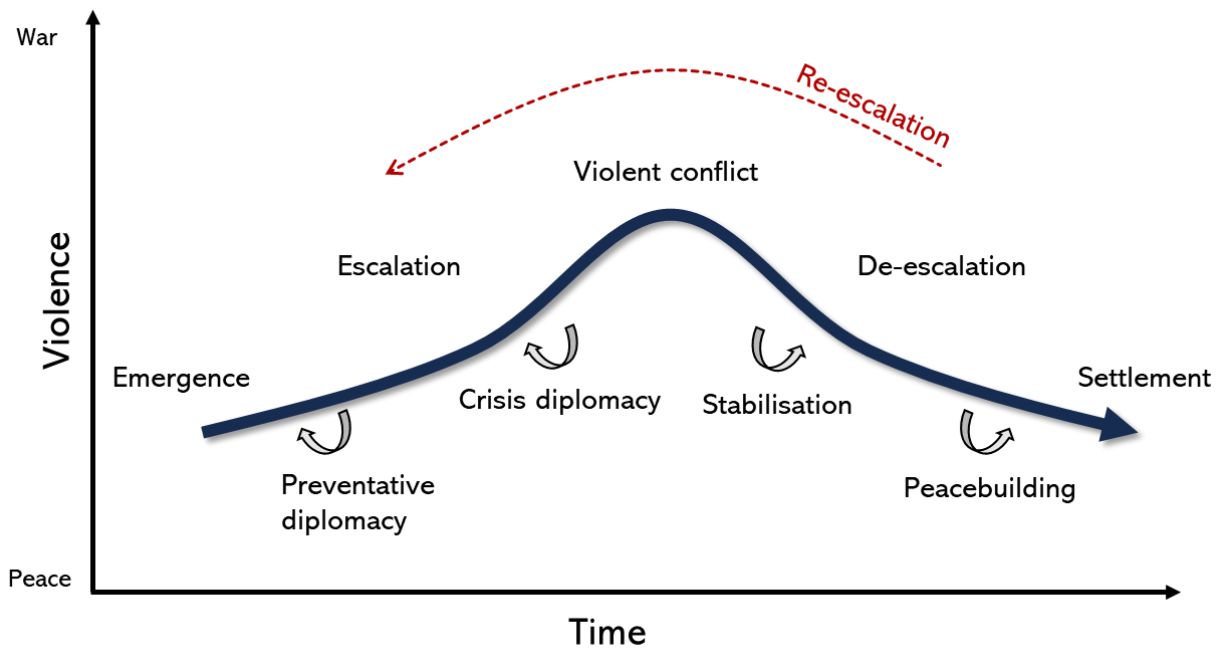 War
Re-escalation
Violent conflict
Escalation
De-escalation
Violence
Emergence
Settlement
Crisis diplomacy
Stabilisation
Preventative
diplomacy
Peacebuilding
Peace
Time